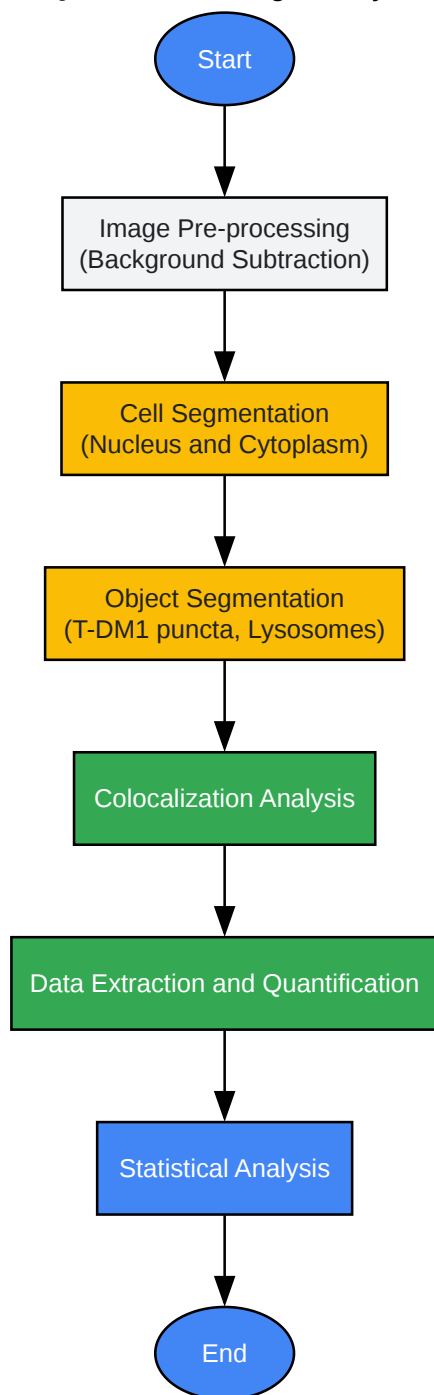 Start
Image Pre-processing
(Background Subtraction)
Cell Segmentation
(Nucleus and Cytoplasm)
Object Segmentation
(T-DM1 puncta, Lysosomes)
Colocalization Analysis
Data Extraction and Quantification
Statistical Analysis
End